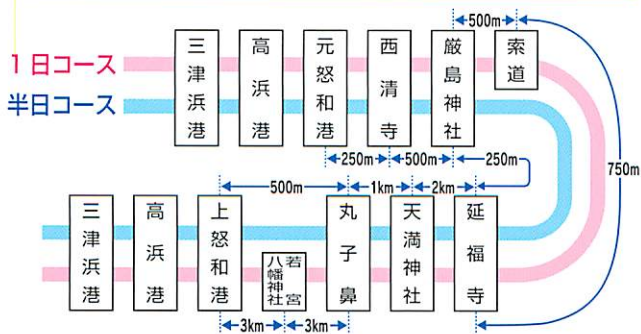 500m
1日コース
半日コース
三津浜港
高浜港
元怒和港
西清寺
厳島神社
索道
250m
500m
250m
750m
500m
1km
2km
三津浜港
高浜港
上怒和港
若宮八幡神社
丸子鼻
天満神社
延福寺
3km
3km